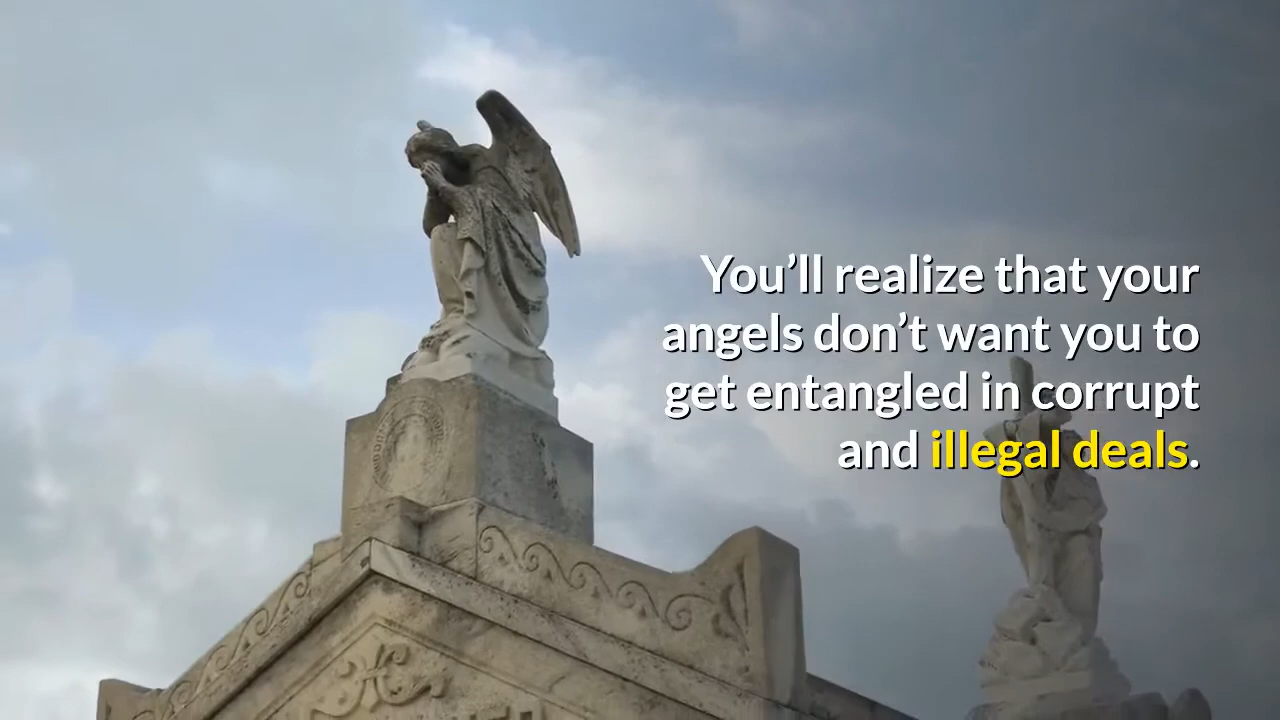 You’ll realize that your
angels don’t want you to
get entangled in corrupt
and illegal deals.